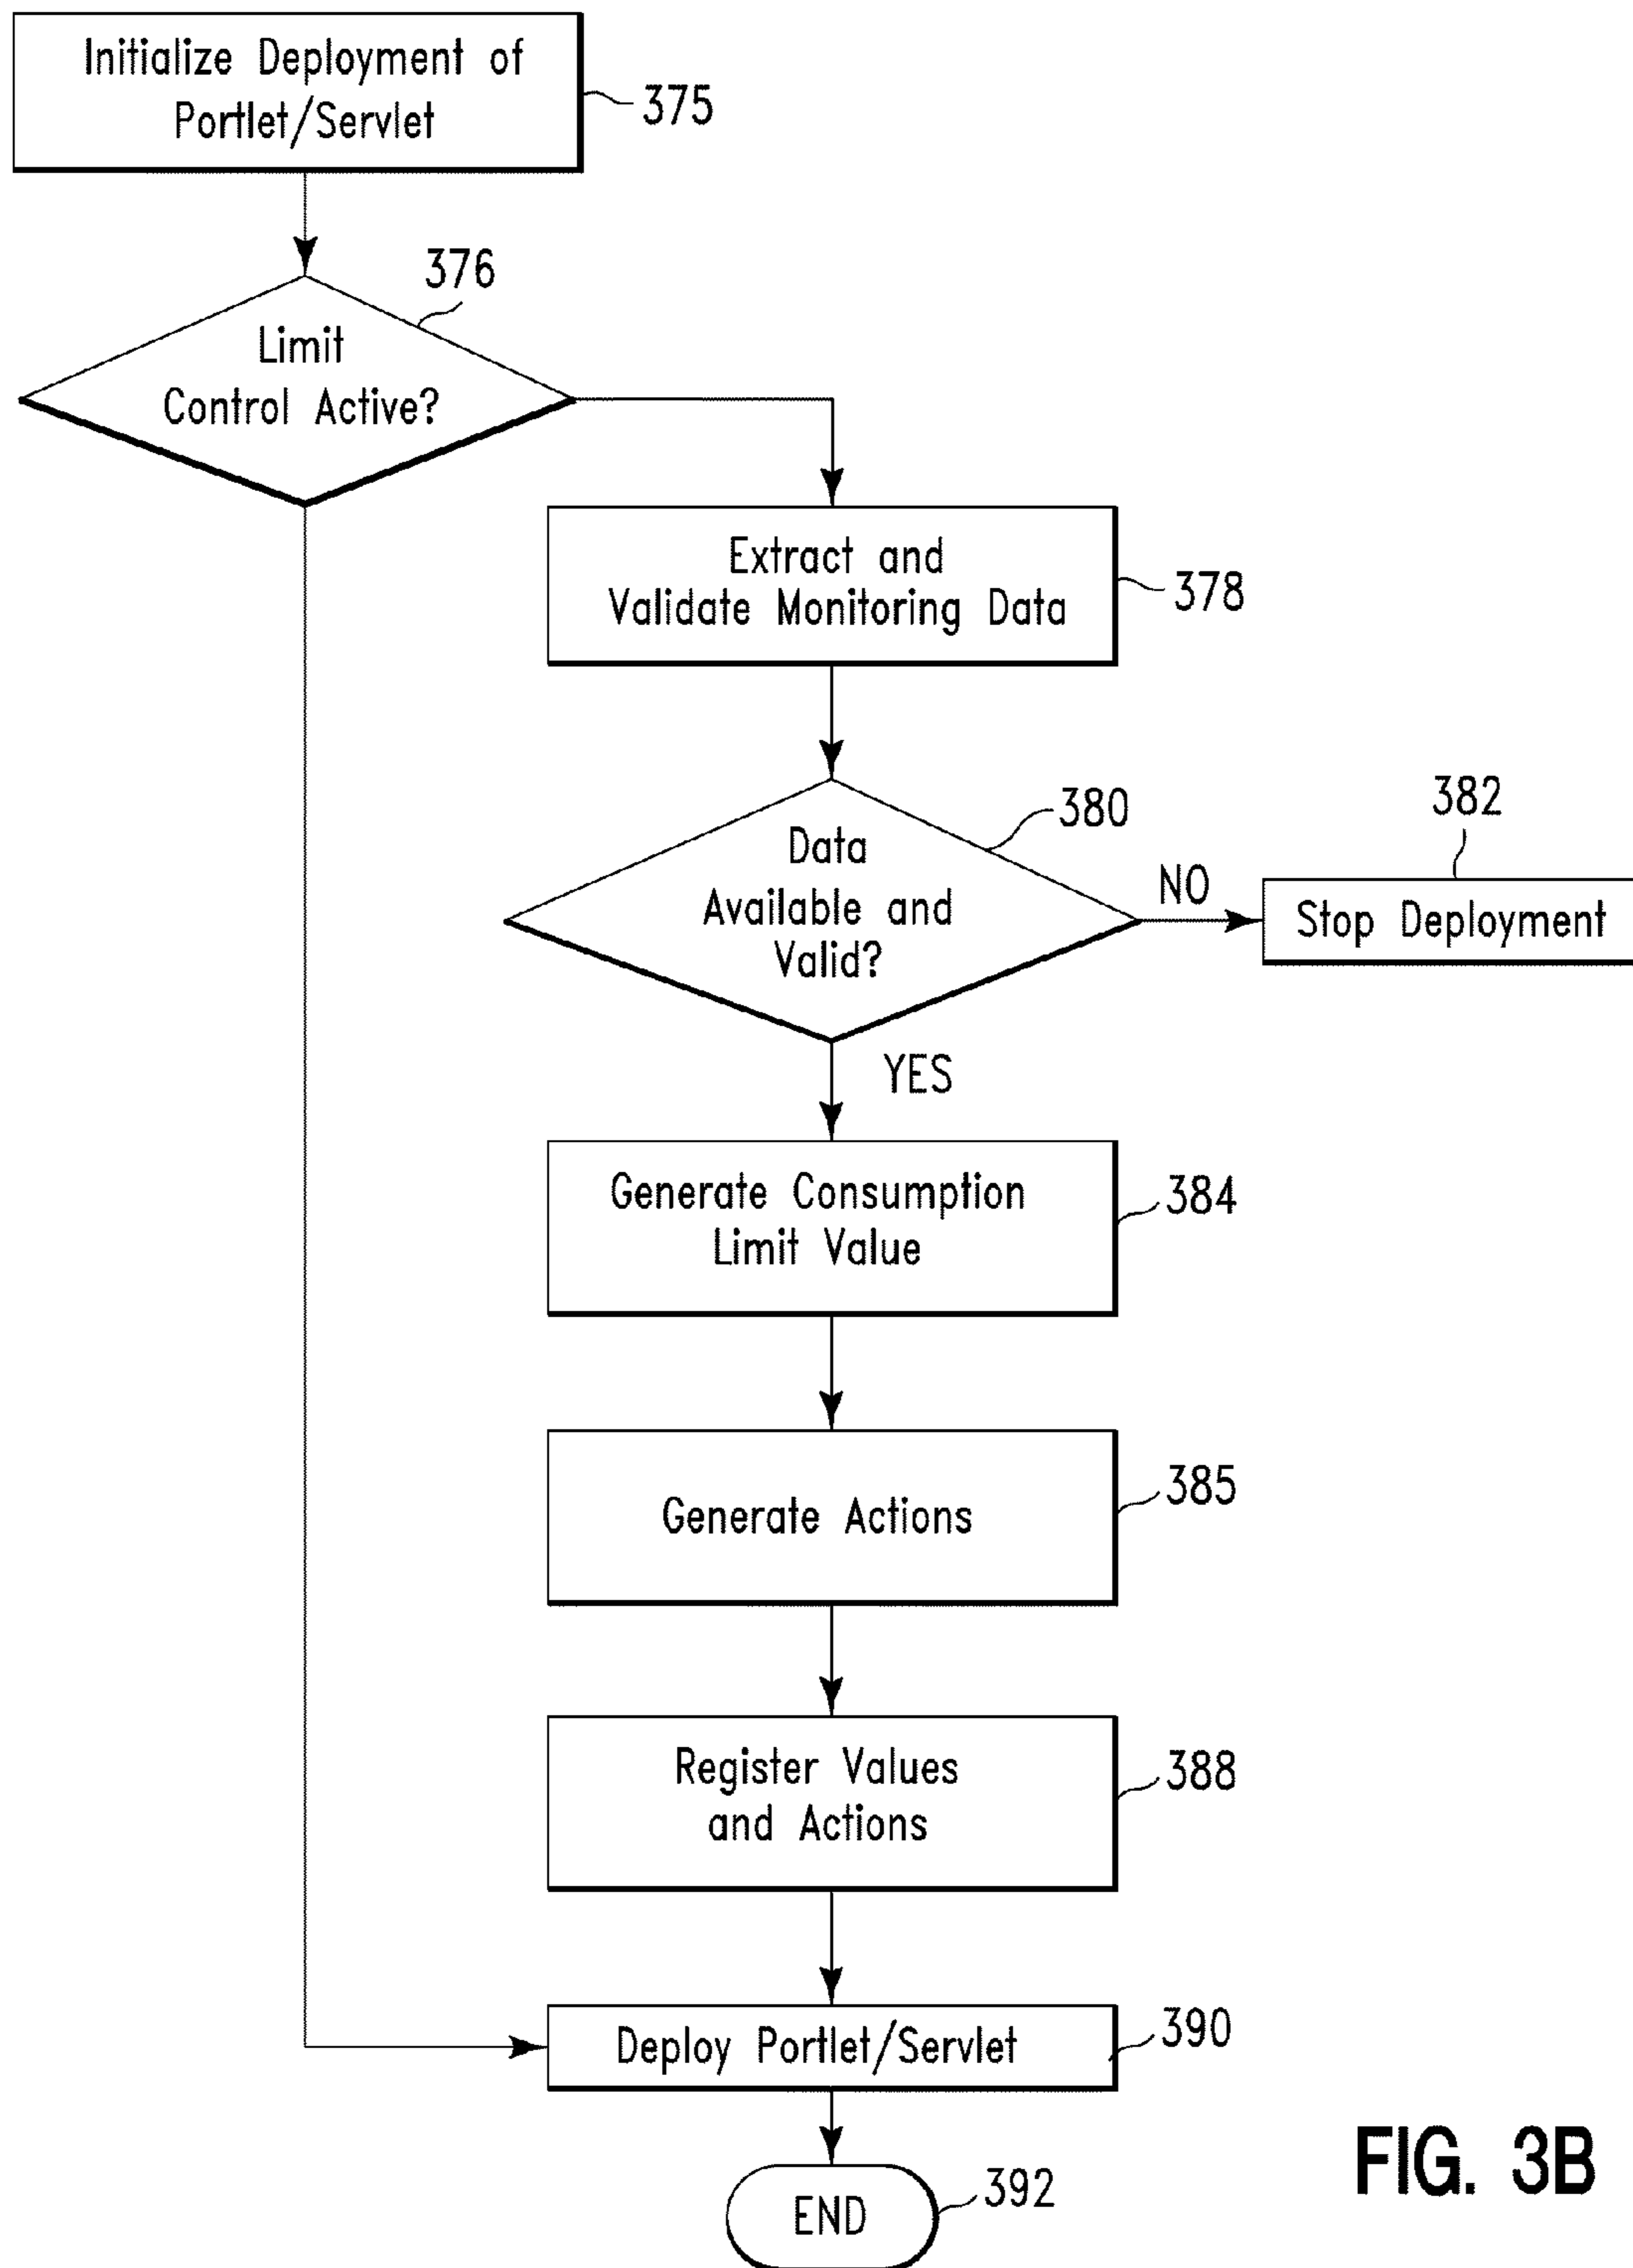 Initialize Deployment of
Portlet/Servlet
375
376
Limit
Control Active?
Extract and
Validate Monitoring Data
378
380
Data
Available and
Valid?
NO
382
Stop Deployment
YES
Generate Consumption
Limit Value
384
Generate Actions
385
Register Values
and Actions
388
Deploy Portlet/Servlet
390
END
392
FIG. 3B